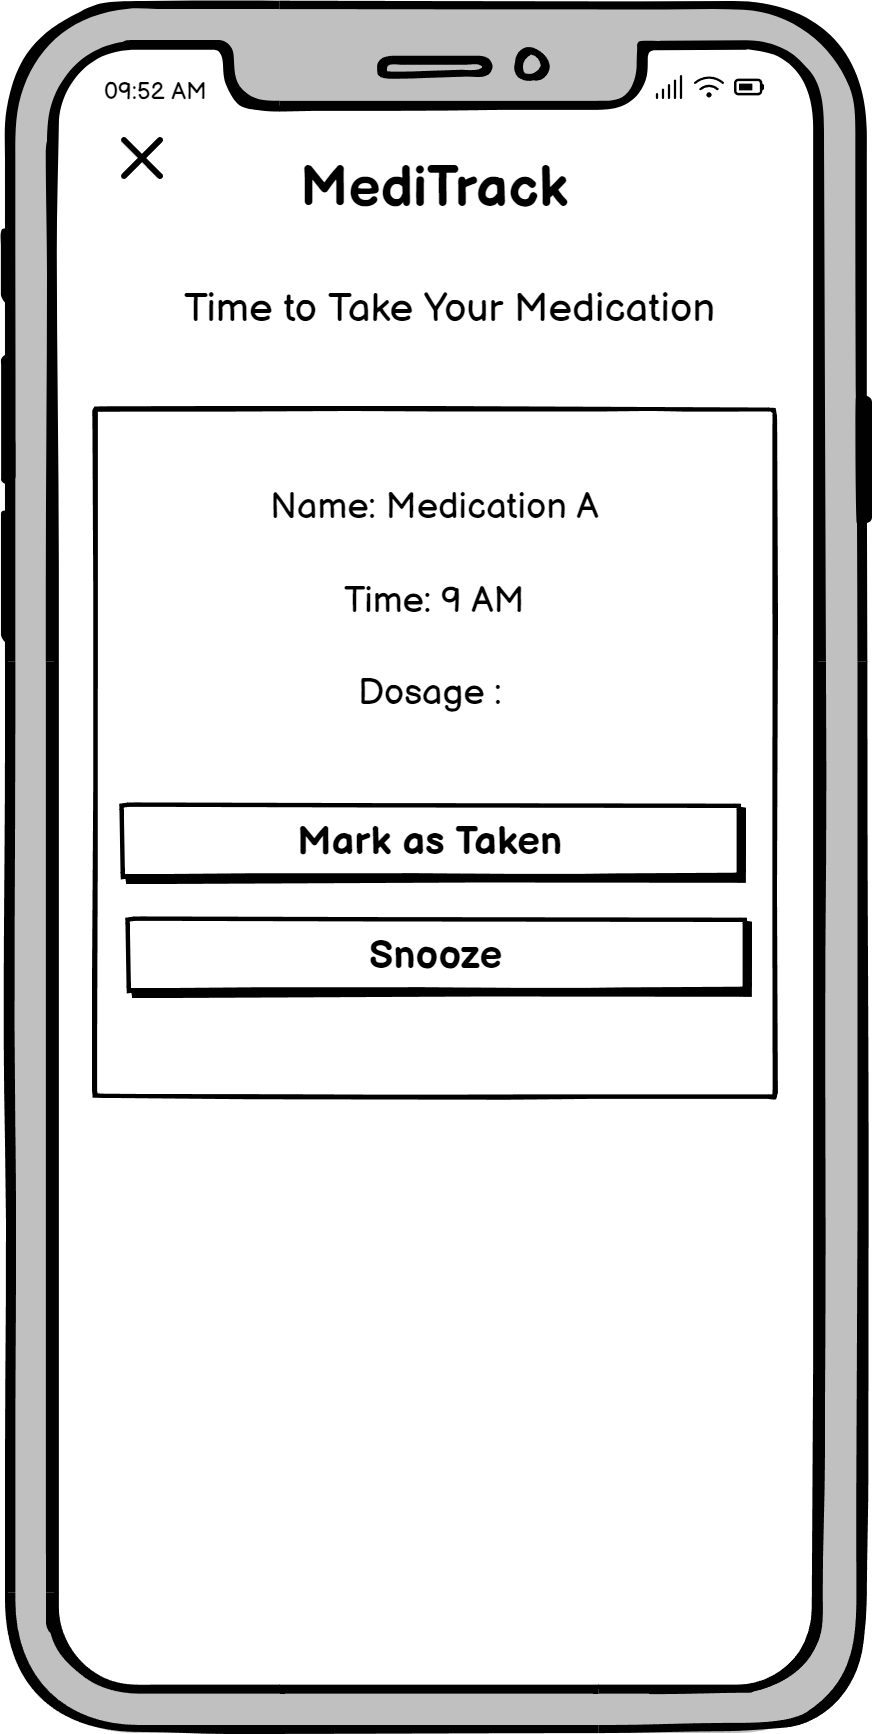 09:52 AM
MediTrack
Time to Take Your Medication
Name: Medication A
Time: 9 AM
Dosage :
Mark as Taken
Snooze